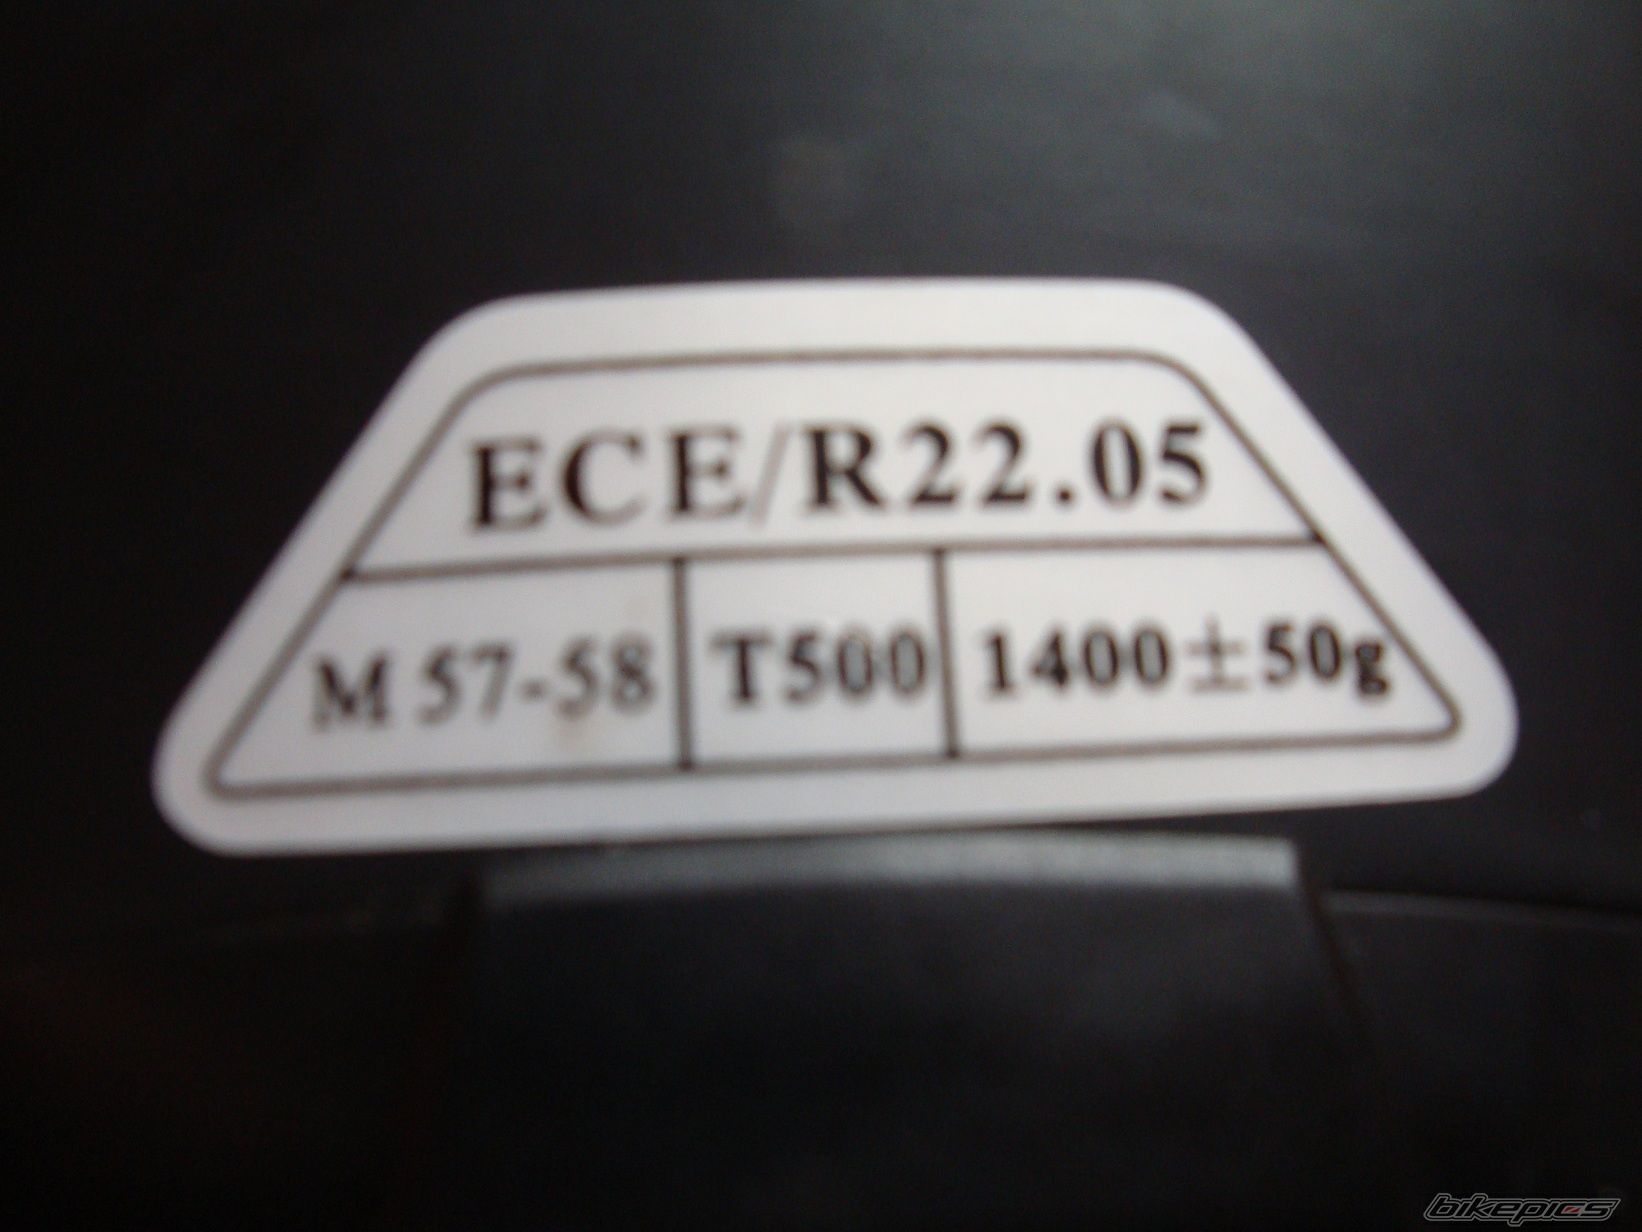 ECE/R22.05
M 57-58 T500 1400±50g
bikepics